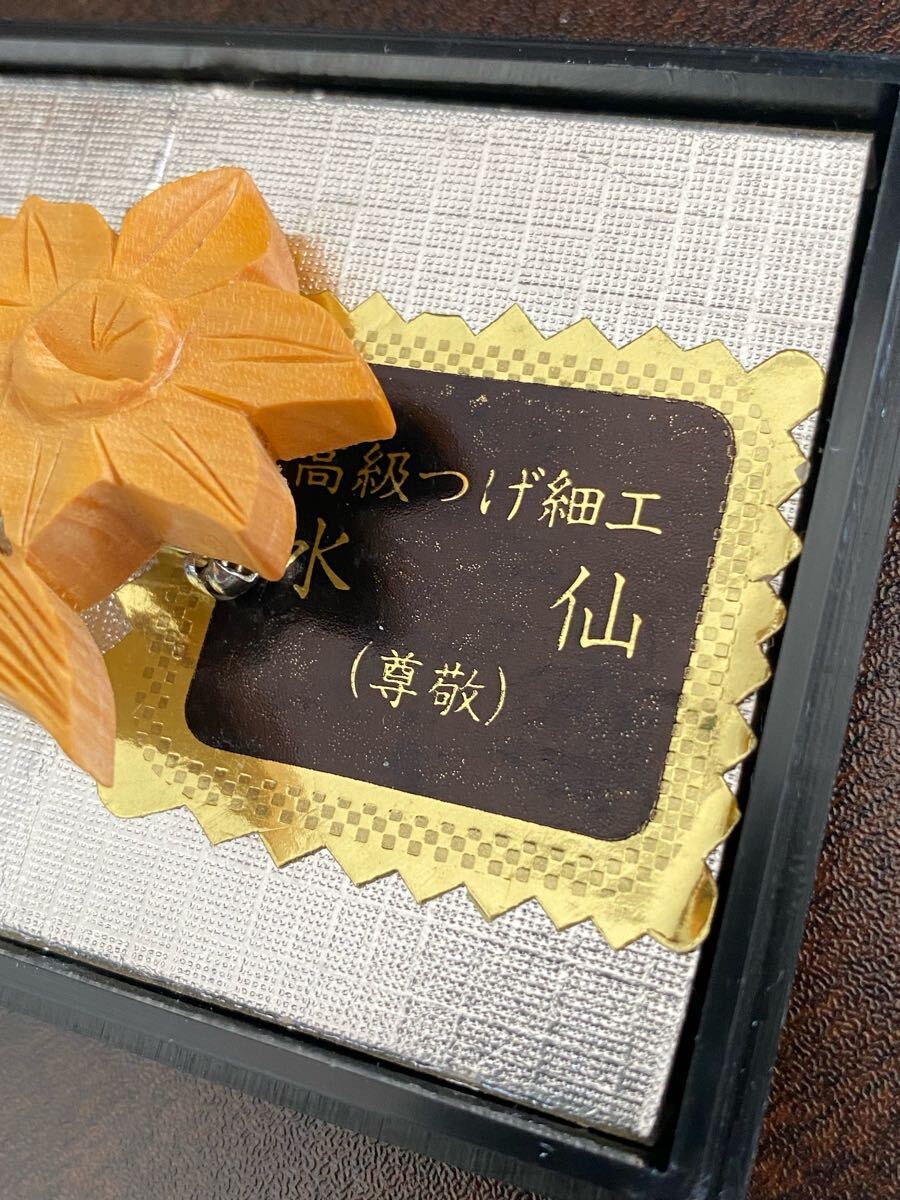 高級つげ細工
水 仙
(尊敬)